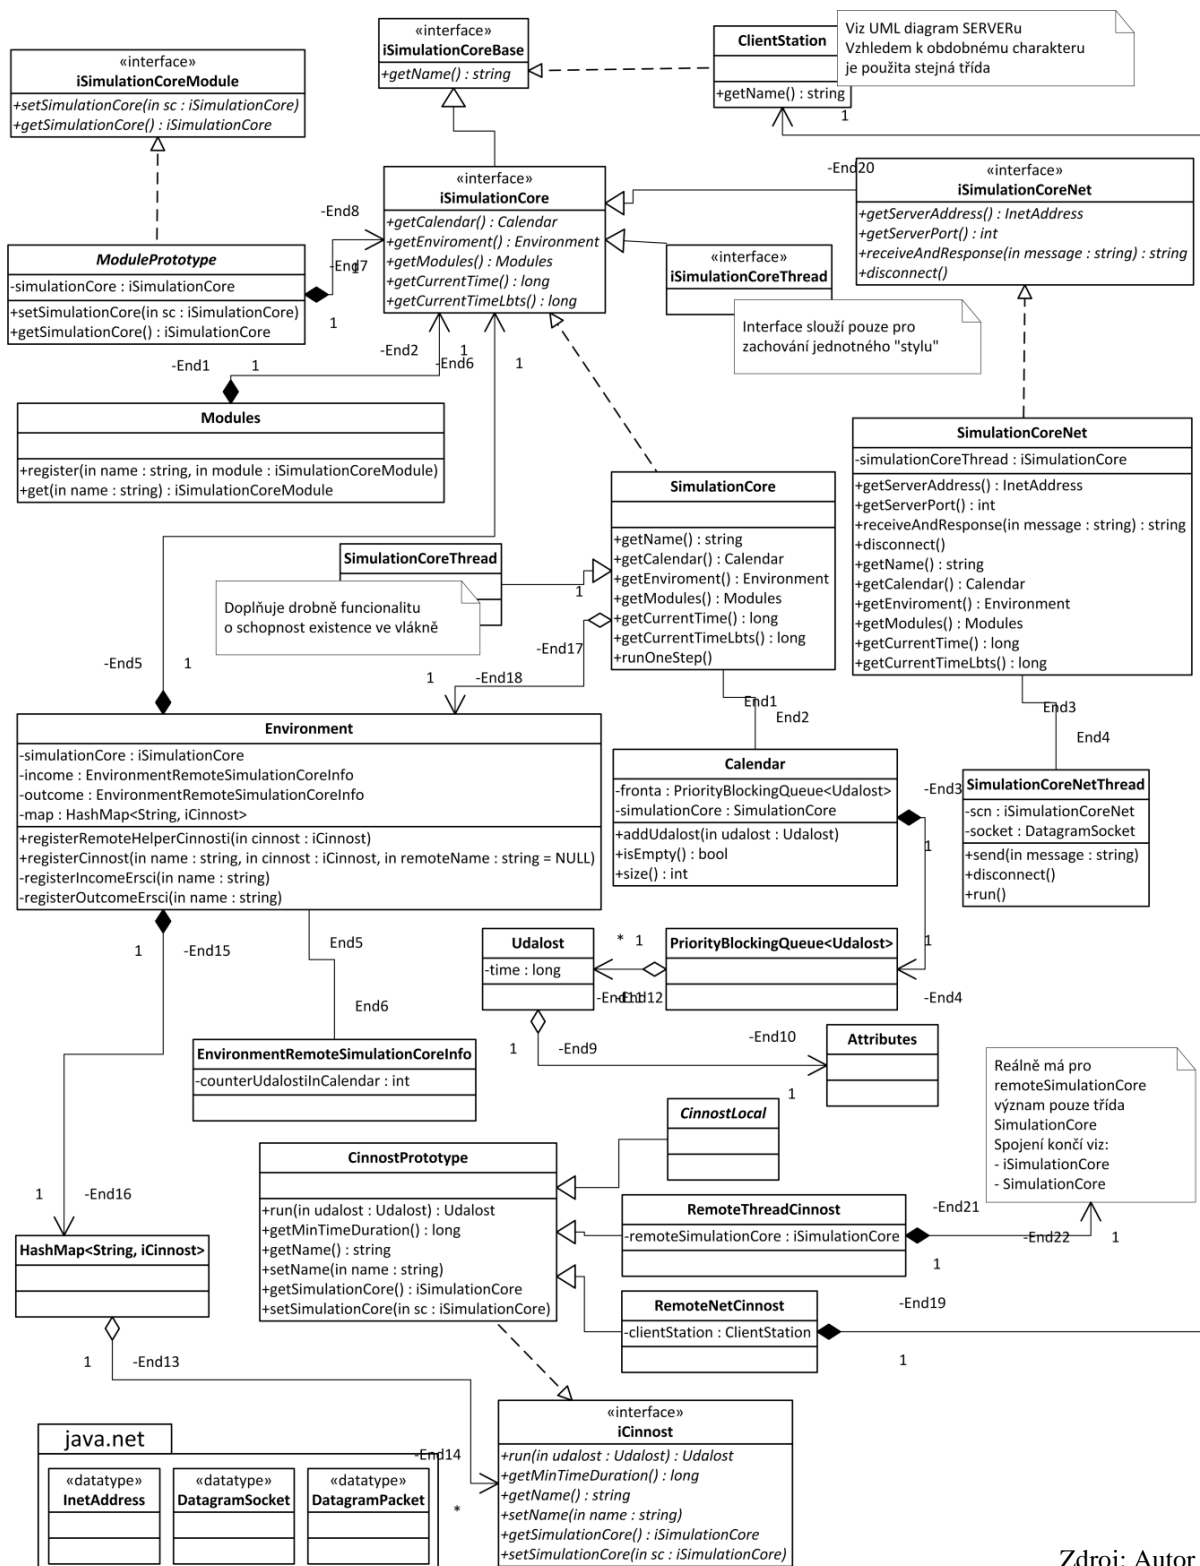 «interface»
iSimulationCoreBase
+getName() : string
ClientStation
+getName() : string
Viz UML diagram SERVERu
Vzhledem k obdobnému charakteru
je použita stejná třída
«interface»
iSimulationCoreModule
+setSimulationCore(in sc : iSimulationCore)
+getSimulationCore() : iSimulationCore
1
«interface»
iSimulationCore
+getCalendar() : Calendar
+getEnviroment() : Environment
+getModules() : Modules
+getCurrentTime() : long
+getCurrentTimeLbts() : long
-End20
«interface»
iSimulationCoreNet
+getServerAddress() : InetAddress
+getServerPort() : int
+receiveAndResponse(in message : string) : string
+disconnect()
-End8
-End7
1
1
ModulePrototype
-simulationCore : iSimulationCore
+setSimulationCore(in sc : iSimulationCore)
+getSimulationCore() : iSimulationCore
«interface»
iSimulationCoreThread
Interface slouží pouze pro
zachování jednotného "stylu"
-End1
1
-End2
1
-End6
1
Modules
+register(in name : string, in module : iSimulationCoreModule)
+get(in name : string) : iSimulationCoreModule
SimulationCoreNet
-simulationCoreThread : iSimulationCore
+getServerAddress() : InetAddress
+getServerPort() : int
+receiveAndResponse(in message : string) : string
+disconnect()
+getName() : string
+getCalendar() : Calendar
+getEnviroment() : Environment
+getModules() : Modules
+getCurrentTime() : long
+getCurrentTimeLbts() : long
SimulationCore
+getName() : string
+getCalendar() : Calendar
+getEnviroment() : Environment
+getModules() : Modules
+getCurrentTime() : long
+getCurrentTimeLbts() : long
+runOneStep()
SimulationCoreThread
1
Doplňuje drobně funcionalitu
o schopnost existence ve vlákně
-End17
-End5
1
1
-End18
End1
End2
End3
End4
Environment
-simulationCore : iSimulationCore
-income : EnvironmentRemoteSimulationCoreInfo
-outcome : EnvironmentRemoteSimulationCoreInfo
-map : HashMap<String, iCinnost>
+registerRemoteHelperCinnosti(in cinnost : iCinnost)
+registerCinnost(in name : string, in cinnost : iCinnost, in remoteName : string = NULL)
-registerIncomeErsci(in name : string)
-registerOutcomeErsci(in name : string)
Calendar
-fronta : PriorityBlockingQueue<Udalost>
-simulationCore : SimulationCore
+addUdalost(in udalost : Udalost)
+isEmpty() : bool
+size() : int
-End3
1
SimulationCoreNetThread
-scn : iSimulationCoreNet
-socket : DatagramSocket
+send(in message : string)
+disconnect()
+run()
1
-End15
End5
End6
Udalost
-time : long
*
1
-End11
-End12
PriorityBlockingQueue<Udalost>
1
-End4
1
-End9
-End10
1
Attributes
EnvironmentRemoteSimulationCoreInfo
-counterUdalostiInCalendar : int
Reálně má pro
remoteSimulationCore
význam pouze třída
SimulationCore
Spojení končí viz:
- iSimulationCore
- SimulationCore
CinnostLocal
CinnostPrototype
+run(in udalost : Udalost) : Udalost
+getMinTimeDuration() : long
+getName() : string
+setName(in name : string)
+getSimulationCore() : iSimulationCore
+setSimulationCore(in sc : iSimulationCore)
1
-End16
RemoteThreadCinnost
-remoteSimulationCore : iSimulationCore
-End21
-End22
1
1
HashMap<String, iCinnost>
RemoteNetCinnost
-clientStation : ClientStation
-End19
1
1
-End13
-End14
*
«interface»
iCinnost
+run(in udalost : Udalost) : Udalost
+getMinTimeDuration() : long
+getName() : string
+setName(in name : string)
+getSimulationCore() : iSimulationCore
+setSimulationCore(in sc : iSimulationCore)
java.net
«datatype»
InetAddress
«datatype»
DatagramSocket
«datatype»
DatagramPacket
Zdroj: Autor